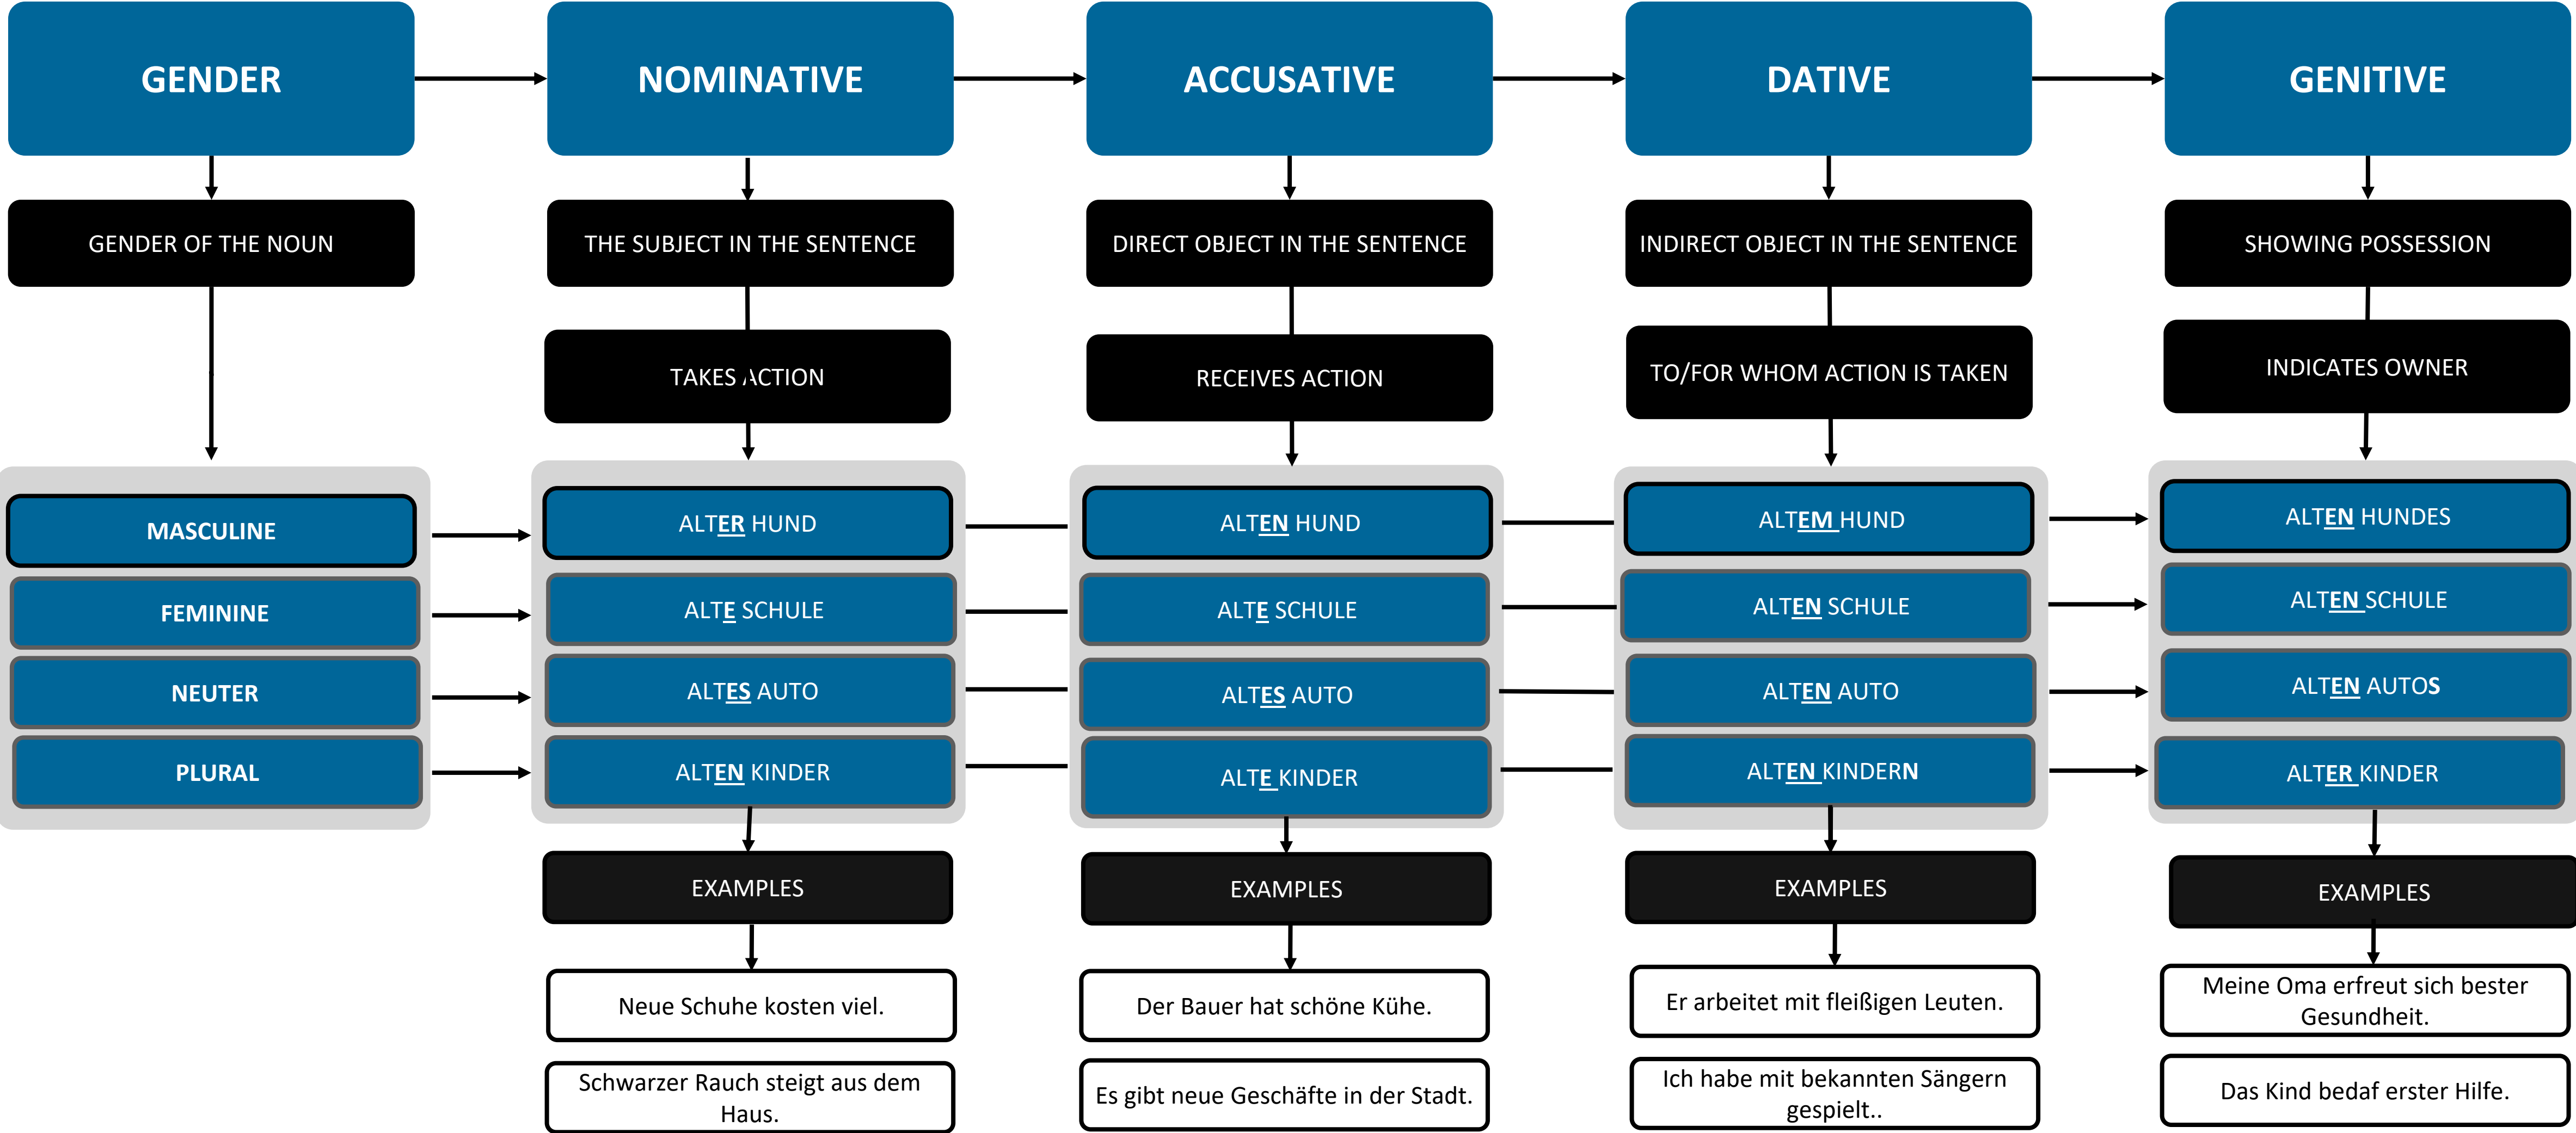 GENDER
NOMINATIVE
ACCUSATIVE
DATIVE
GENITIVE
GENDER OF THE NOUN
THE SUBJECT IN THE SENTENCE
DIRECT OBJECT IN THE SENTENCE
INDIRECT OBJECT IN THE SENTENCE
SHOWING POSSESSION
TAKES ACTION
RECEIVES ACTION
TO/FOR WHOM ACTION IS TAKEN
INDICATES OWNER
MASCULINE
ALTER HUND
ALTEN HUND
ALTEM HUND
ALTEN HUNDES
FEMININE
ALTE SCHULE
ALTE SCHULE
ALTEN SCHULE
ALTEN SCHULE
NEUTER
ALTES AUTO
ALTES AUTO
ALTEN AUTO
ALTEN AUTOS
PLURAL
ALTEN KINDER
ALTE KINDER
ALTEN KINDERN
ALTER KINDER
EXAMPLES
EXAMPLES
EXAMPLES
EXAMPLES
Neue Schuhe kosten viel.
Der Bauer hat schöne Kühe.
Er arbeitet mit fleißigen Leuten.
Meine Oma erfreut sich bester
Gesundheit.
Schwarzer Rauch steigt aus dem
Haus.
Es gibt neue Geschäfte in der Stadt.
Ich habe mit bekannten Sängern
gespielt..
Das Kind bedaf erster Hilfe.